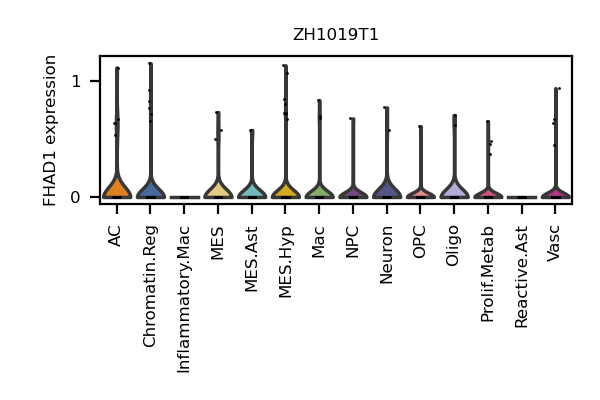 ZH1019T1
FHAD1 expression
1
0
AC
Chromatin.Reg
Inflammatory.Mac
MES
MES.Ast
MES.Hyp
Mac
NPC
Neuron
OPC
Oligo
Prolif.Metab
Reactive.Ast
Vasc